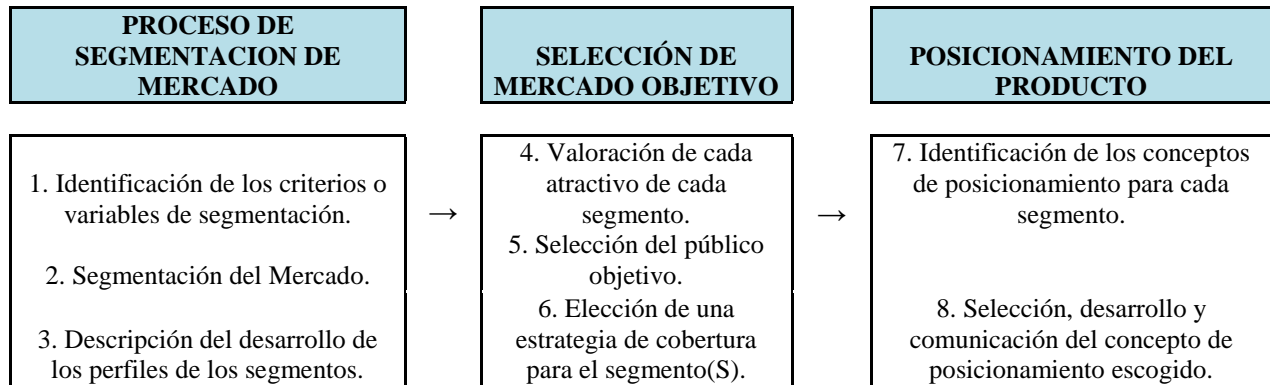 PROCESO DE
SEGMENTACION DE
MERCADO
SELECCIÓN DE
MERCADO OBJETIVO
POSICIONAMIENTO DEL
PRODUCTO
1. Identificación de los criterios o
variables de segmentación.
2. Segmentación del Mercado.
3. Descripción del desarrollo de
los perfiles de los segmentos.
→
4. Valoración de cada
atractivo de cada
segmento.
5. Selección del público
objetivo.
6. Elección de una
estrategia de cobertura
para el segmento(S).
→
7. Identificación de los conceptos
de posicionamiento para cada
segmento.
8. Selección, desarrollo y
comunicación del concepto de
posicionamiento escogido.